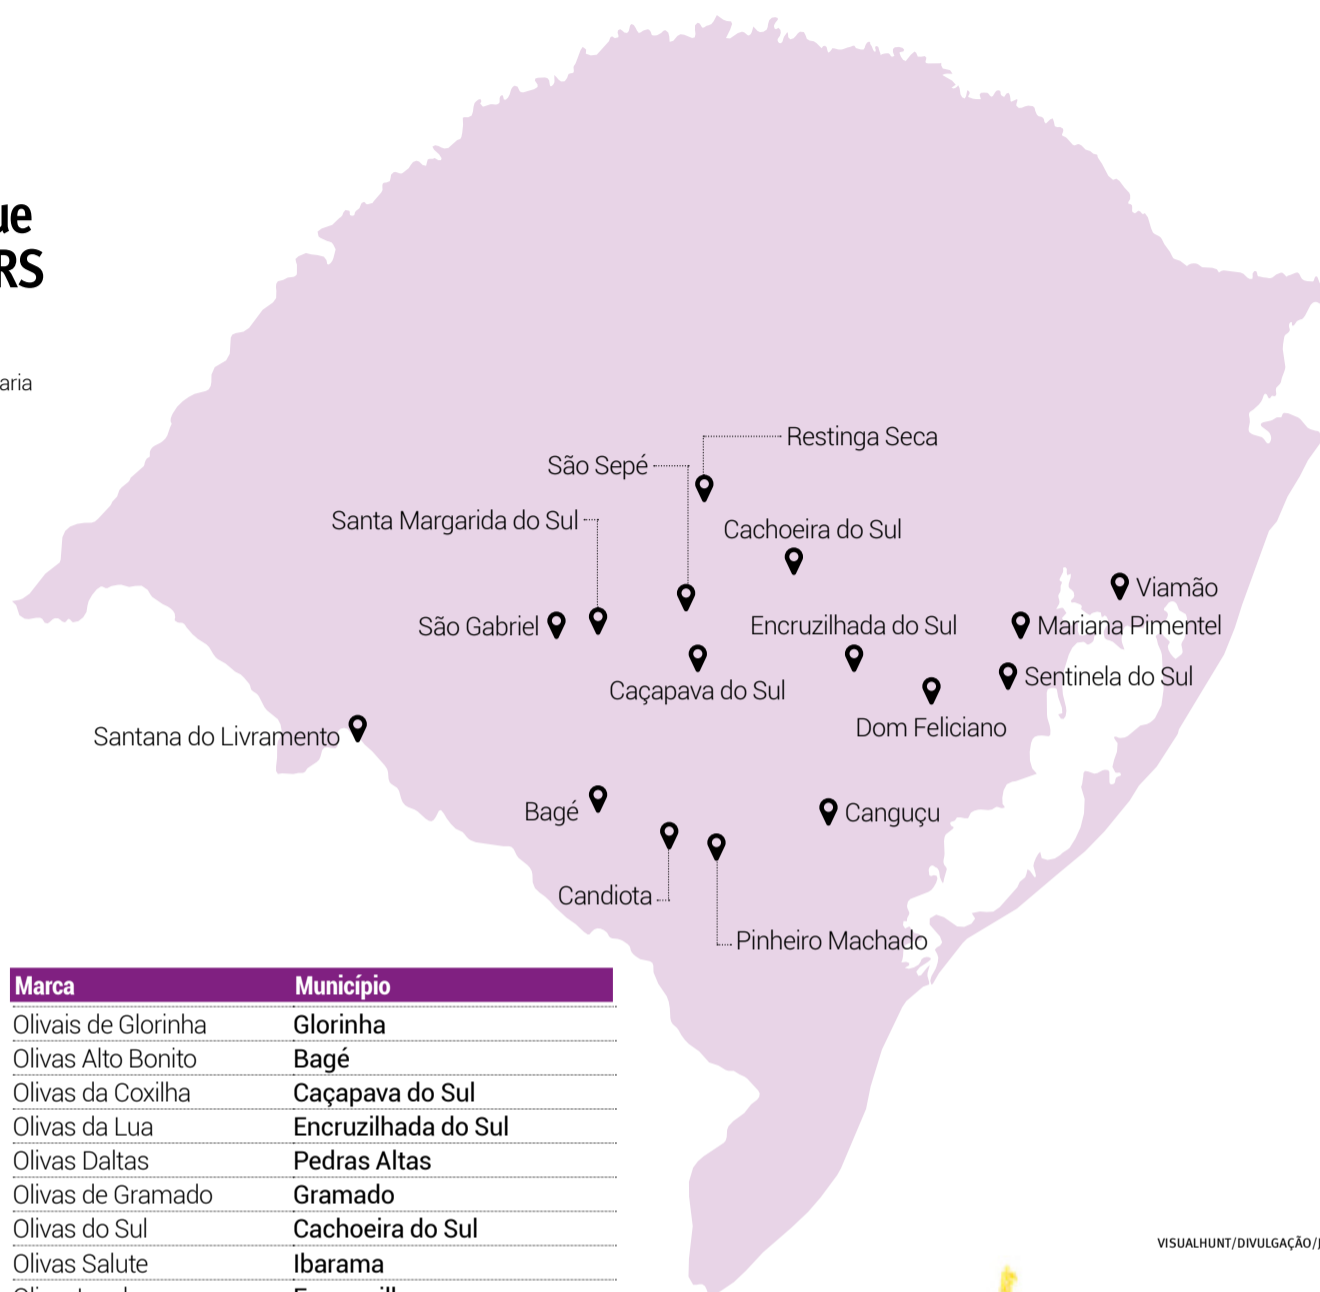 ue
RS
aria
Restinga Seca
São Sepé
Santa Margarida do Sul
Cachoeira do Sul
Viamão
São Gabriel
Encruzilhada do Sul
Mariana Pimentel
Caçapava do Sul
Sentinela do Sul
Dom Feliciano
Santana do Livramento
Bagé
Canguçu
Candiota
Pinheiro Machado
Marca Município
Olivais de Glorinha Glorinha
Olivas Alto Bonito Bagé
Olivas da Coxilha Caçapava do Sul
Olivas da Lua Encruzilhada do Sul
Olivas Daltas Pedras Altas
Olivas de Gramado Gramado
Olivas do Sul Cachoeira do Sul
Olivas Salute Ibarama
VISUALHUNT/DIVULGAÇÃO/J